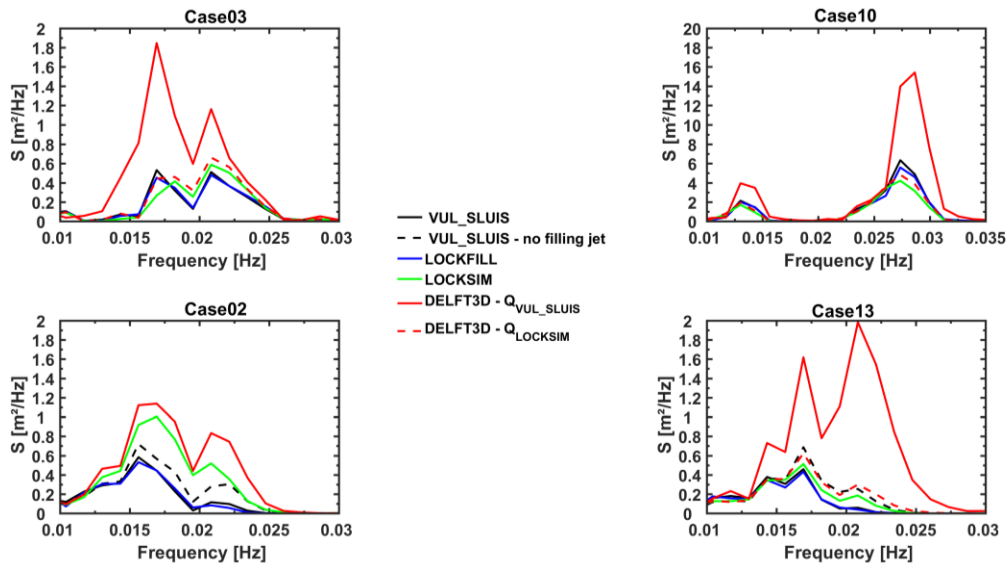 Case03
2
1.8
1.6
1.4
1.2
1
0.8
0.6
0.4
0.2
0
S [m²/Hz]
0.01 0.015 0.02 0.025 0.03
Frequency [Hz]
Case10
20
18
16
14
12
10
8
6
4
2
0
S [m²/Hz]
0.01 0.015 0.02 0.025 0.03 0.035
Frequency [Hz]
VUL_SLUIS
VUL_SLUIS - no filling jet
LOCKFILL
LOCKSIM
DELFT3D - Q_VUL_SLUIS
DELFT3D - Q_LOCKSIM
Case02
2
1.8
1.6
1.4
1.2
1
0.8
0.6
0.4
0.2
0
S [m²/Hz]
0.01 0.015 0.02 0.025 0.03
Frequency [Hz]
Case13
2
1.8
1.6
1.4
1.2
1
0.8
0.6
0.4
0.2
0
S [m²/Hz]
0.01 0.015 0.02 0.025 0.03
Frequency [Hz]